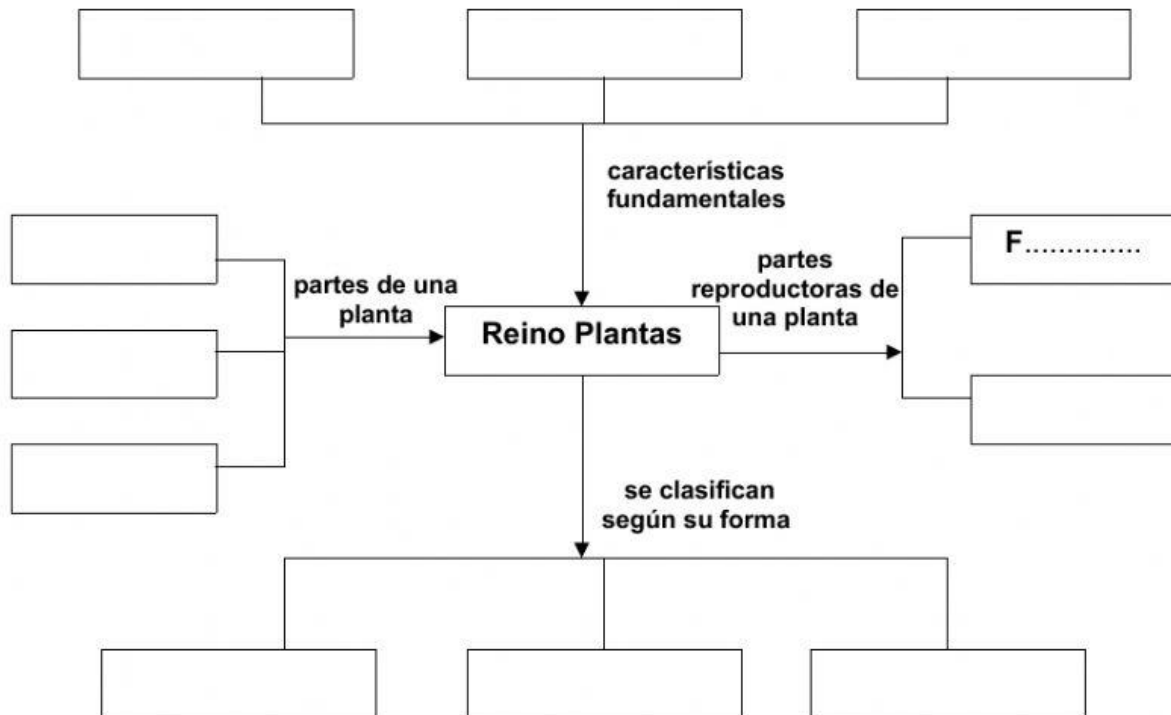 características
fundamentales
F..............
partes de una
planta
partes
reproductoras de
una planta
Reino Plantas
se clasifican
según su forma